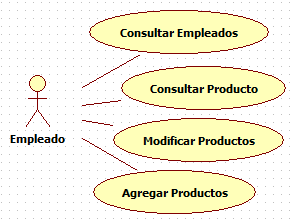 Consultar Empleados
Consultar Producto
Empleado
Modificar Productos
Agregar Productos